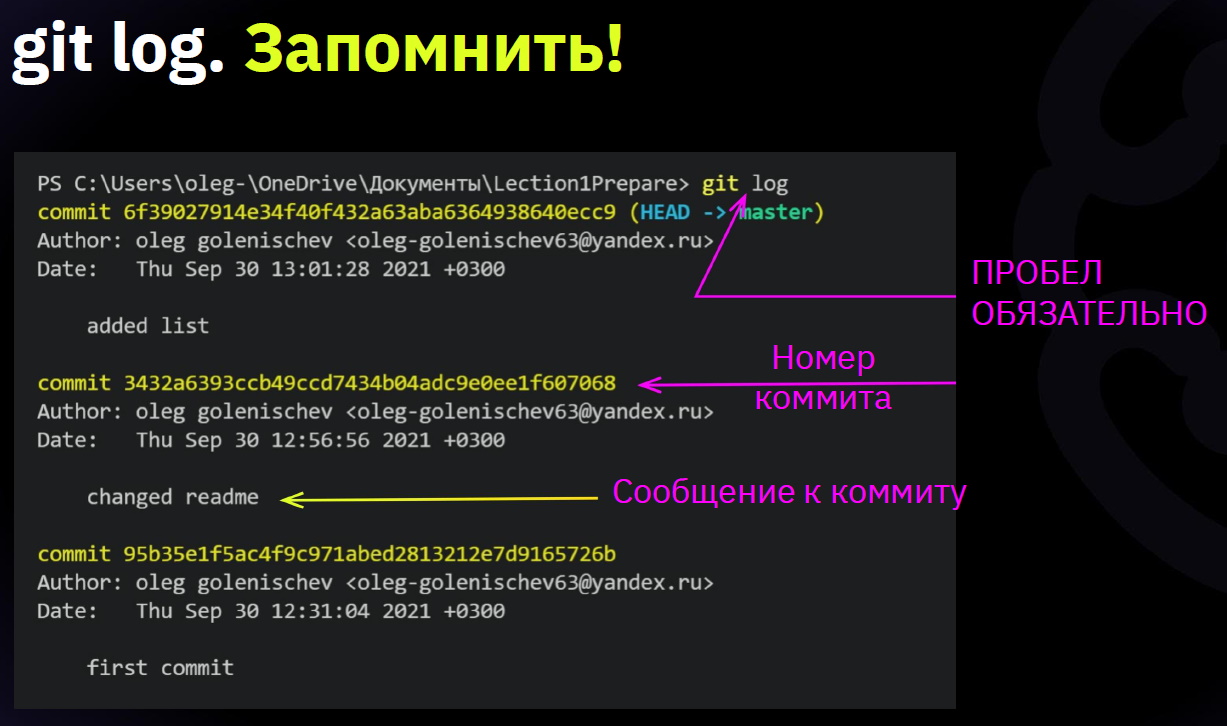 git log. Запомнить!
PS C:\Users\oleg-\OneDrive\Документы\Lection1Prepare> git log
commit 6f39027914e34f40f432a63aba6364938640ecc9 (HEAD -> master)
Author: oleg golenischev <oleg-golenischev63@yandex.ru>
Date:   Thu Sep 30 13:01:28 2021 +0300
ПРОБЕЛ
ОБЯЗАТЕЛЬНО
added list
Номер
коммита
commit 3432a6393ccb49ccd7434b04adc9e0ee1f607068
Author: oleg golenischev <oleg-golenischev63@yandex.ru>
Date:   Thu Sep 30 12:56:56 2021 +0300
changed readme
Сообщение к коммиту
commit 95b35e1f5ac4f9c971abed2813212e7d9165726b
Author: oleg golenischev <oleg-golenischev63@yandex.ru>
Date:   Thu Sep 30 12:31:04 2021 +0300
first commit